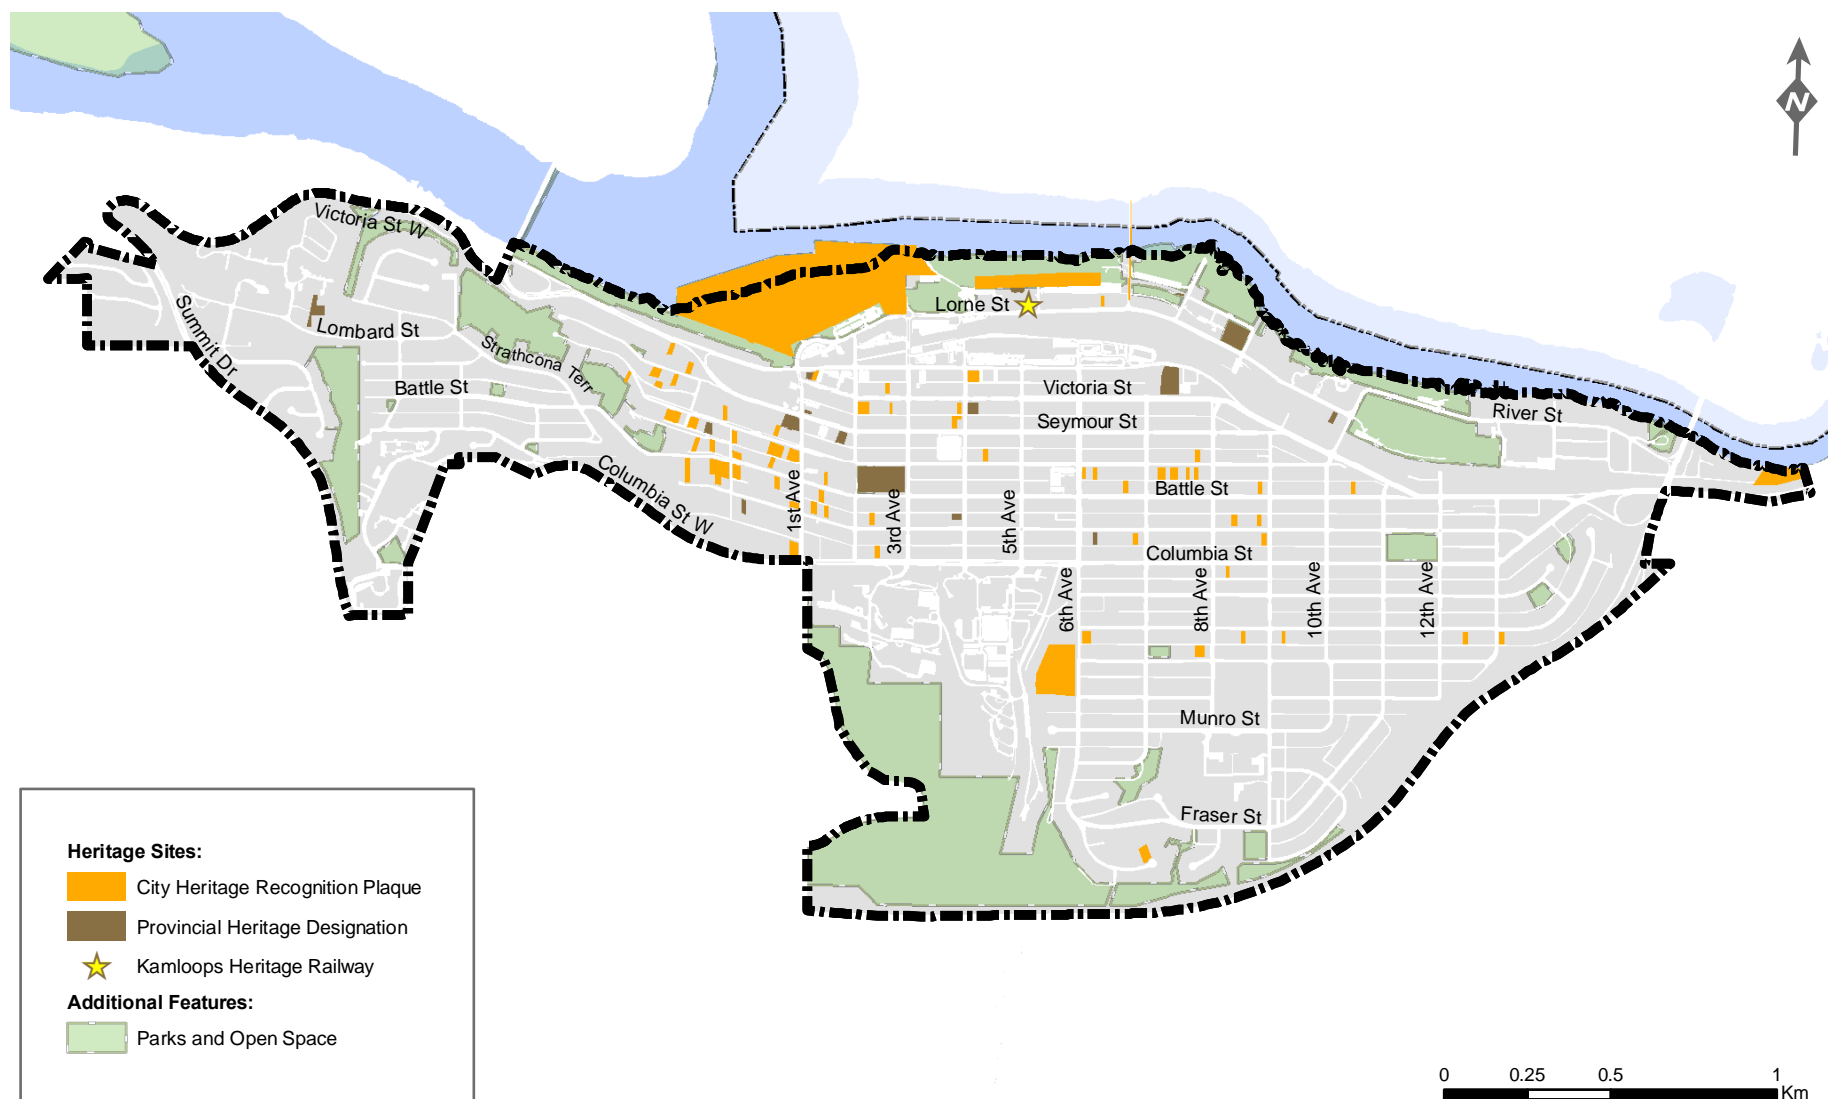 N
Victoria St W
Summit Dr
Lombard St
Strathcona Terr
Battle St
Columbia St W
Lorne St
Victoria St
Seymour St
River St
Battle St
1st Ave
3rd Ave
5th Ave
Columbia St
6th Ave
8th Ave
10th Ave
12th Ave
Munro St
Fraser St
Heritage Sites:
City Heritage Recognition Plaque
Provincial Heritage Designation
Kamloops Heritage Railway
Additional Features:
Parks and Open Space
0 0.25 0.5 1
Km